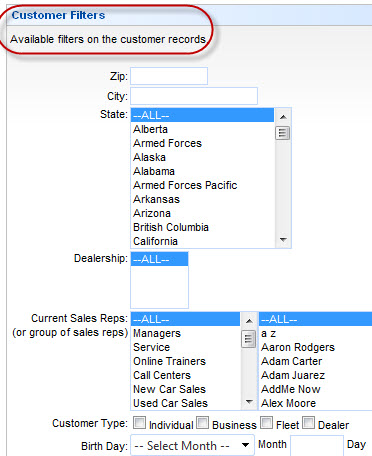 Customer Filters
Available filters on the customer records.
Zip:
City:
State: --ALL--
Alberta
Armed Forces
Alaska
Alabama
Armed Forces Pacific
Arkansas
Arizona
British Columbia
California
Dealership: --ALL--
Current Sales Reps: --ALL-- --ALL--
(or group of sales reps) Managers a z
Service Aaron Rodgers
Online Trainers Adam Carter
Call Centers Adam Juarez
New Car Sales AddMe Now
Used Car Sales Alex Moore
Customer Type: Individual Business Fleet Dealer
Birth Day: -- Select Month -- Month Day